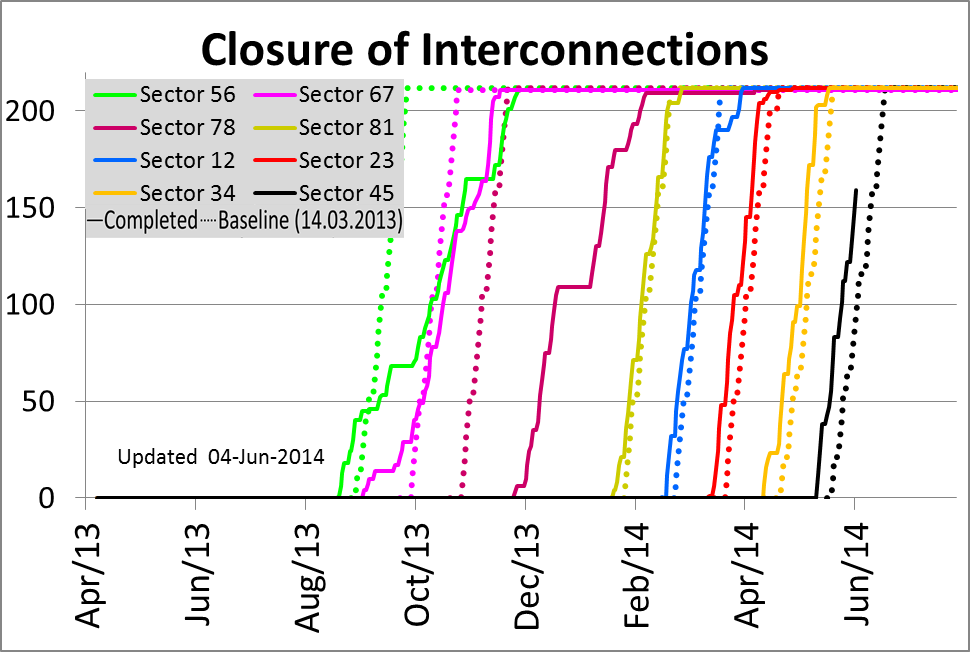 Closure of Interconnections
200
150
100
50
0
Sector 56 Sector 67
Sector 78 Sector 81
Sector 12 Sector 23
Sector 34 Sector 45
Completed Baseline (14.03.2013)
Updated 04-Jun-2014
Apr/13 Jun/13 Aug/13 Oct/13 Dec/13 Feb/14 Apr/14 Jun/14